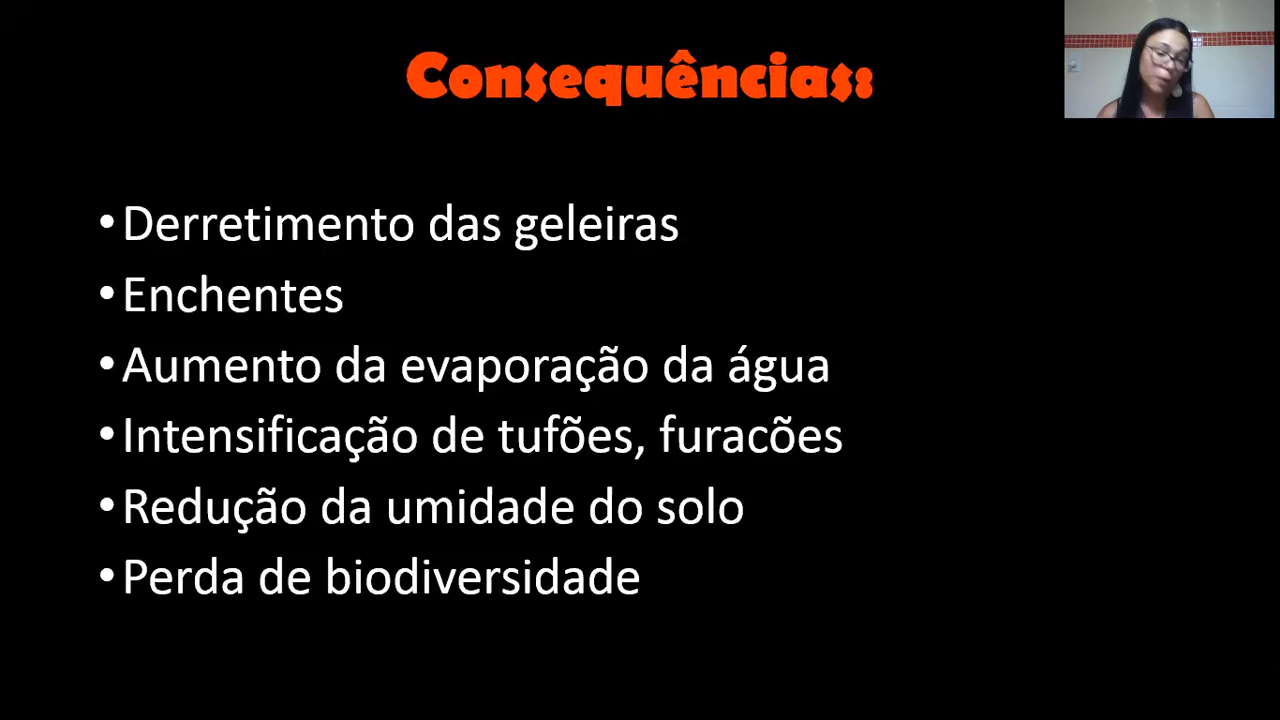 Consequências:
•Derretimento das geleiras
•Enchentes
•Aumento da evaporação da água
•Intensificação de tufões, furacões
•Redução da umidade do solo
•Perda de biodiversidade